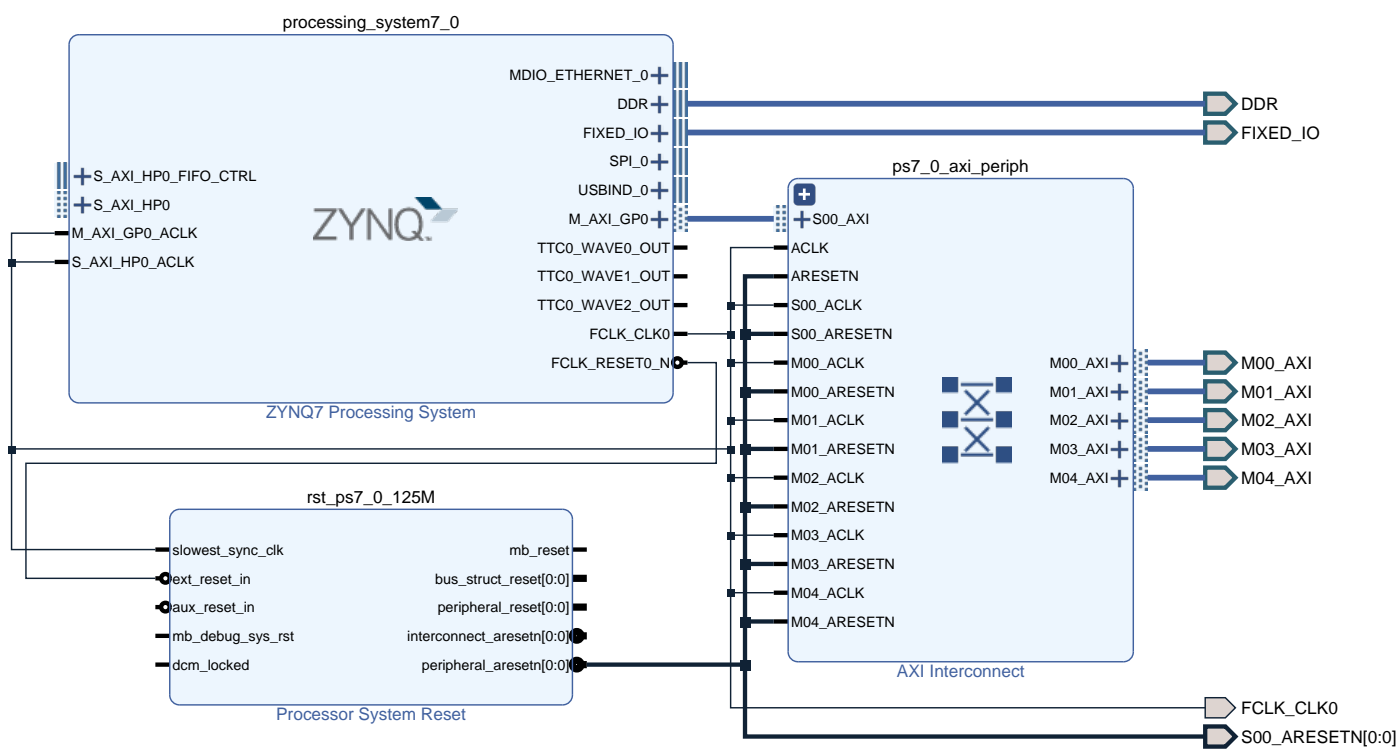 processing_system7_0
MDIO_ETHERNET_0
DDR
FIXED_IO
SPI_0
USBIND_0
M_AXI_GP0
TTC0_WAVE0_OUT
TTC0_WAVE1_OUT
TTC0_WAVE2_OUT
FCLK_CLK0
FCLK_RESET0_N
S_AXI_HP0_FIFO_CTRL
S_AXI_HP0
M_AXI_GP0_ACLK
S_AXI_HP0_ACLK
ZYNQ
ZYNQ7 Processing System
rst_ps7_0_125M
slowest_sync_clk
ext_reset_in
aux_reset_in
mb_debug_sys_rst
dcm_locked
mb_reset
bus_struct_reset[0:0]
peripheral_reset[0:0]
interconnect_aresetn[0:0]
peripheral_aresetn[0:0]
Processor System Reset
ps7_0_axi_periph
S00_AXI
ACLK
ARESETN
S00_ACLK
S00_ARESETN
M00_ACLK
M00_ARESETN
M01_ACLK
M01_ARESETN
M02_ACLK
M02_ARESETN
M03_ACLK
M03_ARESETN
M04_ACLK
M04_ARESETN
M00_AXI
M01_AXI
M02_AXI
M03_AXI
M04_AXI
AXI Interconnect
DDR
FIXED_IO
M00_AXI
M01_AXI
M02_AXI
M03_AXI
M04_AXI
FCLK_CLK0
S00_ARESETN[0:0]